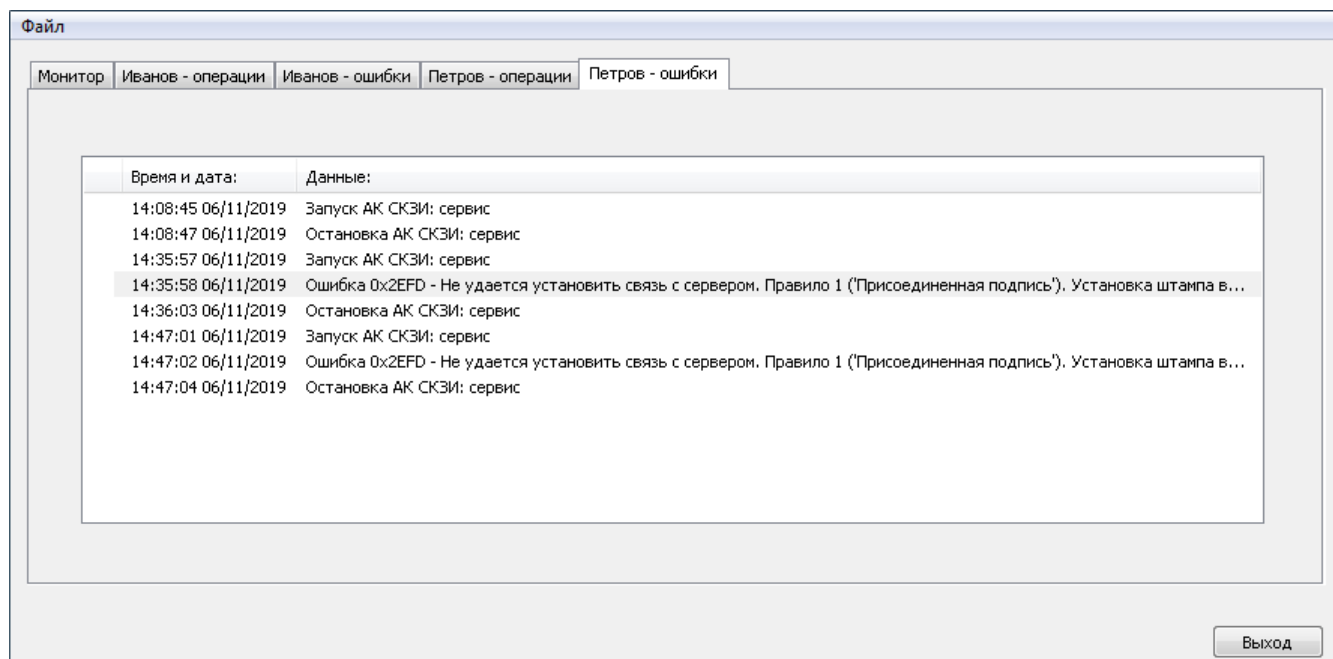 Файл
Монитор Иванов - операции Иванов - ошибки Петров - операции Петров - ошибки
Время и дата: Данные:
14:08:45 06/11/2019 Запуск АК СКЗИ: сервис
14:08:47 06/11/2019 Остановка АК СКЗИ: сервис
14:35:57 06/11/2019 Запуск АК СКЗИ: сервис
14:35:58 06/11/2019 Ошибка 0x2EFD - Не удается установить связь с сервером. Правило 1 ('Присоединенная подпись'). Установка штампа в...
14:36:03 06/11/2019 Остановка АК СКЗИ: сервис
14:47:01 06/11/2019 Запуск АК СКЗИ: сервис
14:47:02 06/11/2019 Ошибка 0x2EFD - Не удается установить связь с сервером. Правило 1 ('Присоединенная подпись'). Установка штампа в...
14:47:04 06/11/2019 Остановка АК СКЗИ: сервис
Выход